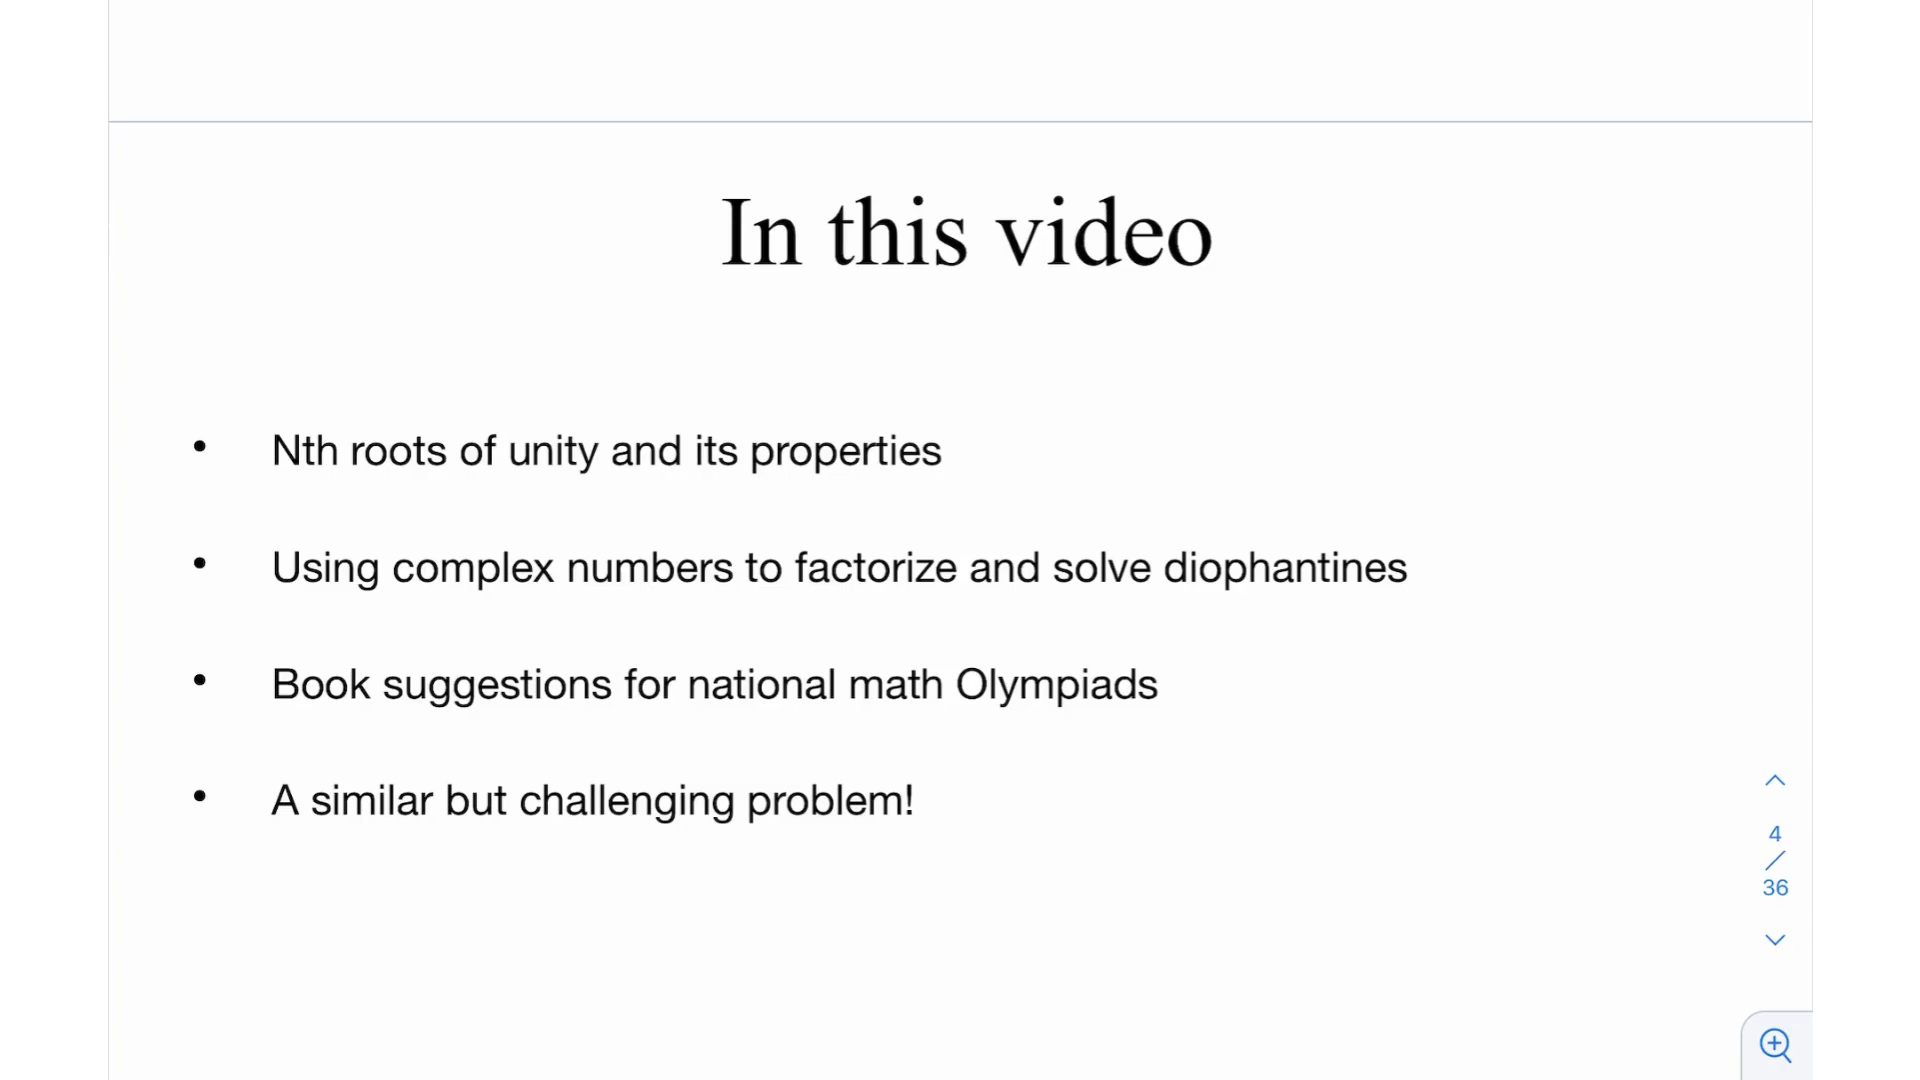 In this video
• Nth roots of unity and its properties
• Using complex numbers to factorize and solve diophantines
• Book suggestions for national math Olympiads
• A similar but challenging problem!
4
/
36